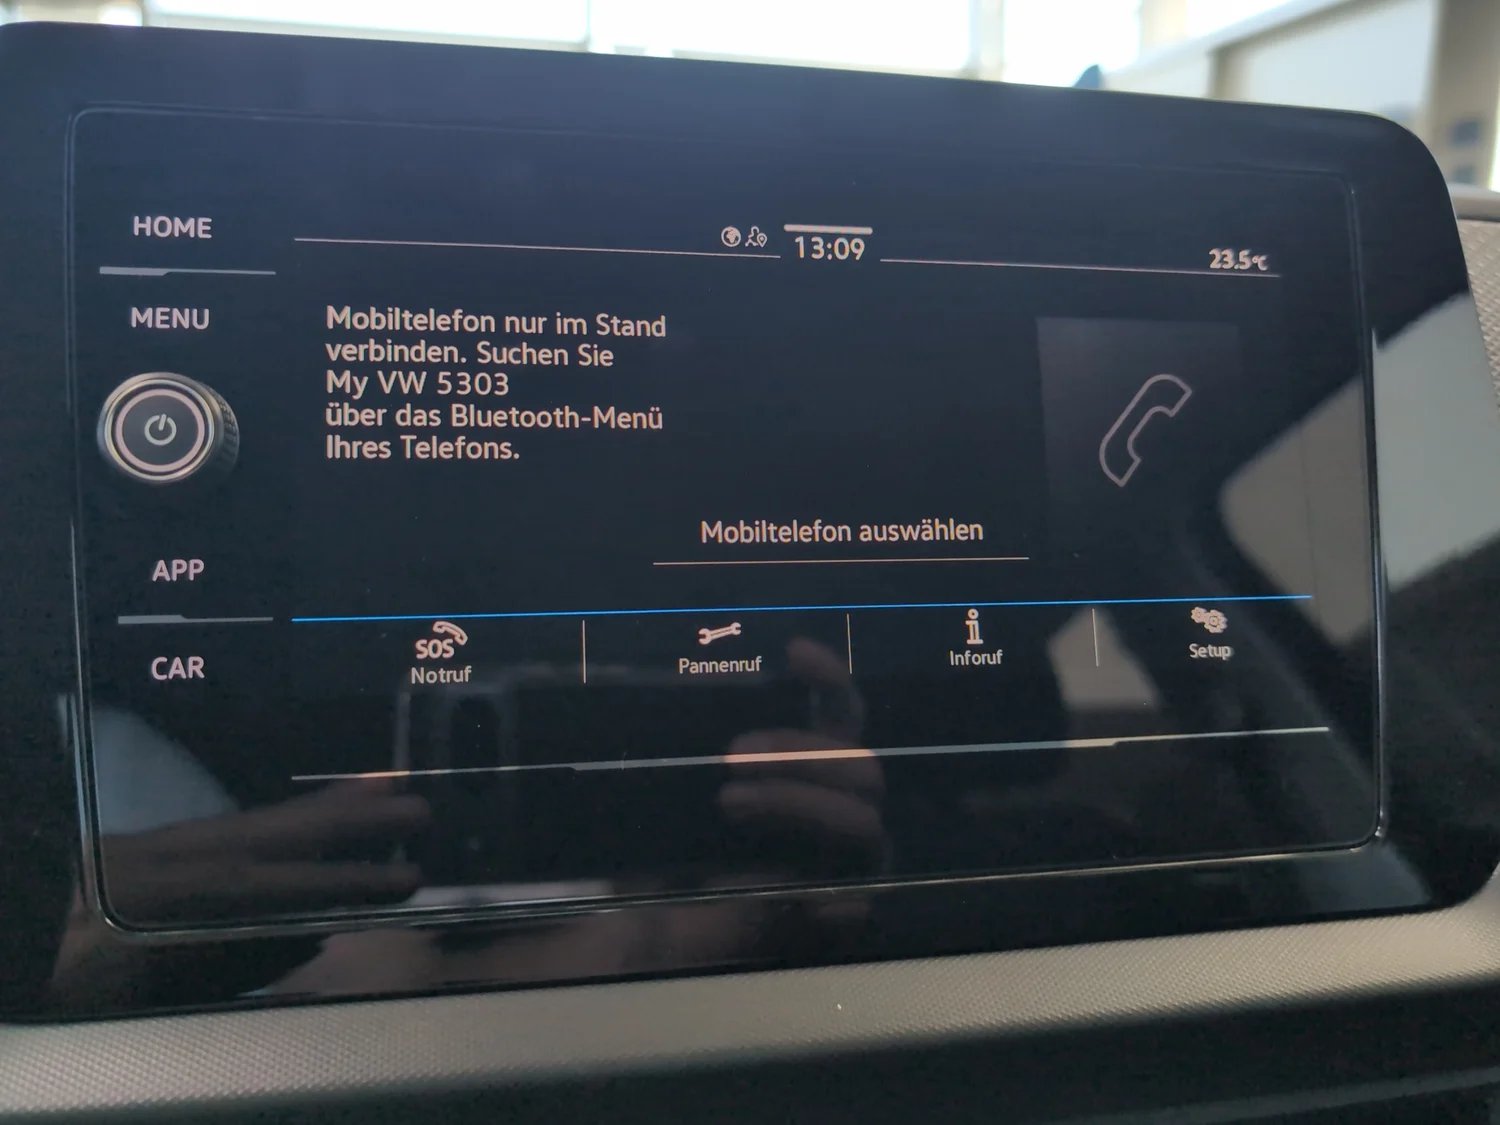 HOME
13:09
23.5°C
MENU
Mobiltelefon nur im Stand
verbinden. Suchen Sie
My VW 5303
über das Bluetooth-Menü
Ihres Telefons.
Mobiltelefon auswählen
APP
CAR
SOS
Notruf
Pannenruf
Inforuf
Setup